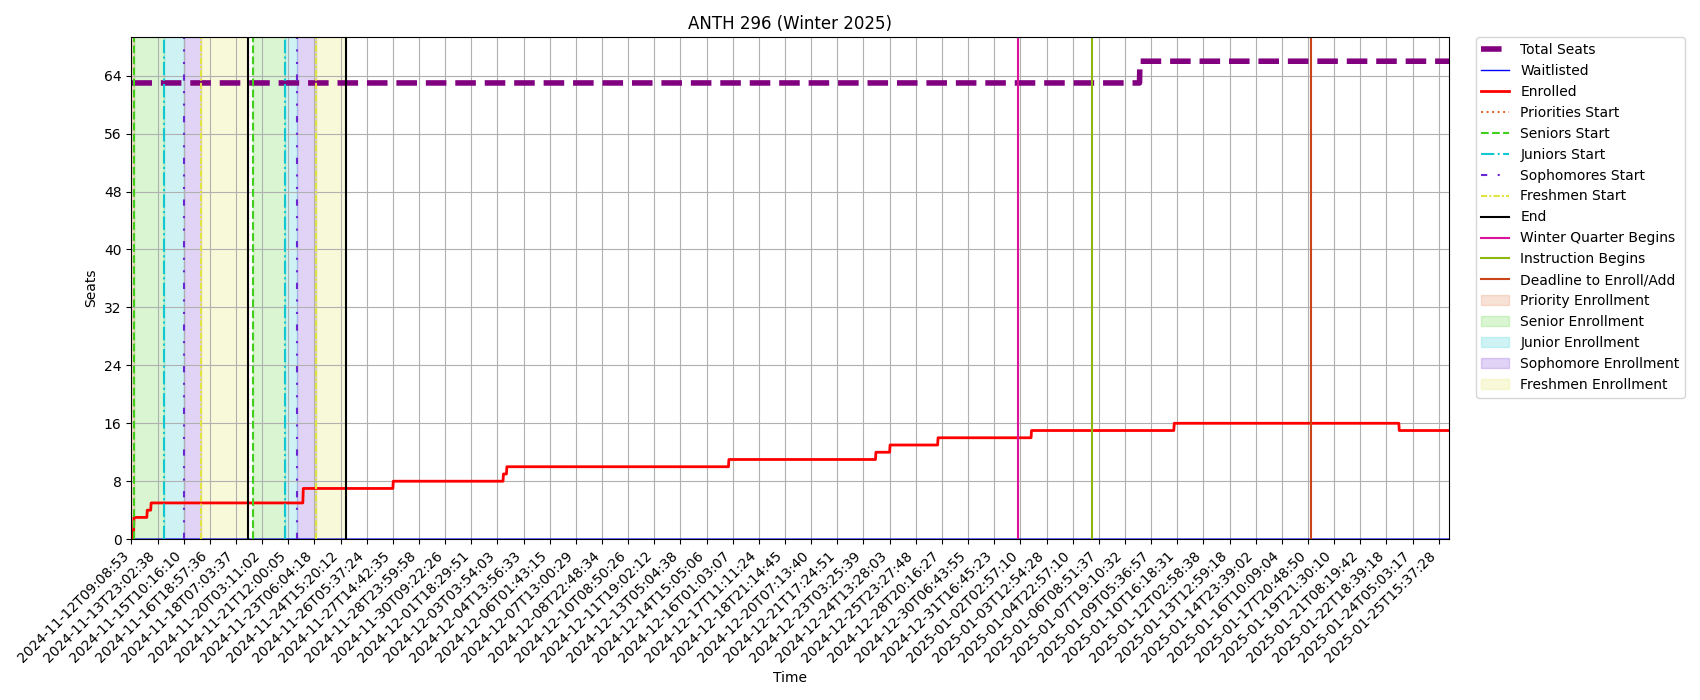 ANTH 296 (Winter 2025)
Seats
64
56
48
40
32
24
16
8
0
2024-11-12T09:08:53
2024-11-13T23:02:38
2024-11-15T10:16:10
2024-11-16T18:57:36
2024-11-18T07:03:37
2024-11-20T03:11:02
2024-11-21T12:00:05
2024-11-23T06:04:18
2024-11-24T15:20:12
2024-11-26T05:37:24
2024-11-27T14:42:35
2024-11-28T23:59:58
2024-11-30T09:22:26
2024-12-01T18:29:51
2024-12-03T03:54:03
2024-12-04T13:56:33
2024-12-06T01:43:15
2024-12-07T13:00:29
2024-12-08T22:48:34
2024-12-10T08:50:26
2024-12-11T19:02:12
2024-12-13T05:04:38
2024-12-14T15:05:06
2024-12-16T01:03:07
2024-12-17T11:11:24
2024-12-18T21:14:45
2024-12-20T07:13:40
2024-12-21T17:24:51
2024-12-23T03:25:39
2024-12-24T13:28:03
2024-12-25T23:27:48
2024-12-28T20:16:27
2024-12-30T06:43:55
2024-12-31T16:45:23
2025-01-02T02:57:10
2025-01-03T12:54:28
2025-01-04T22:57:10
2025-01-06T08:51:37
2025-01-07T19:10:32
2025-01-09T05:36:57
2025-01-10T16:18:31
2025-01-12T02:58:38
2025-01-13T12:59:18
2025-01-14T23:39:02
2025-01-16T10:09:04
2025-01-17T20:48:50
2025-01-19T21:30:10
2025-01-21T08:19:42
2025-01-22T18:39:18
2025-01-24T05:03:17
2025-01-25T15:37:28
Time
Total Seats
Waitlisted
Enrolled
Priorities Start
Seniors Start
Juniors Start
Sophomores Start
Freshmen Start
End
Winter Quarter Begins
Instruction Begins
Deadline to Enroll/Add
Priority Enrollment
Senior Enrollment
Junior Enrollment
Sophomore Enrollment
Freshmen Enrollment